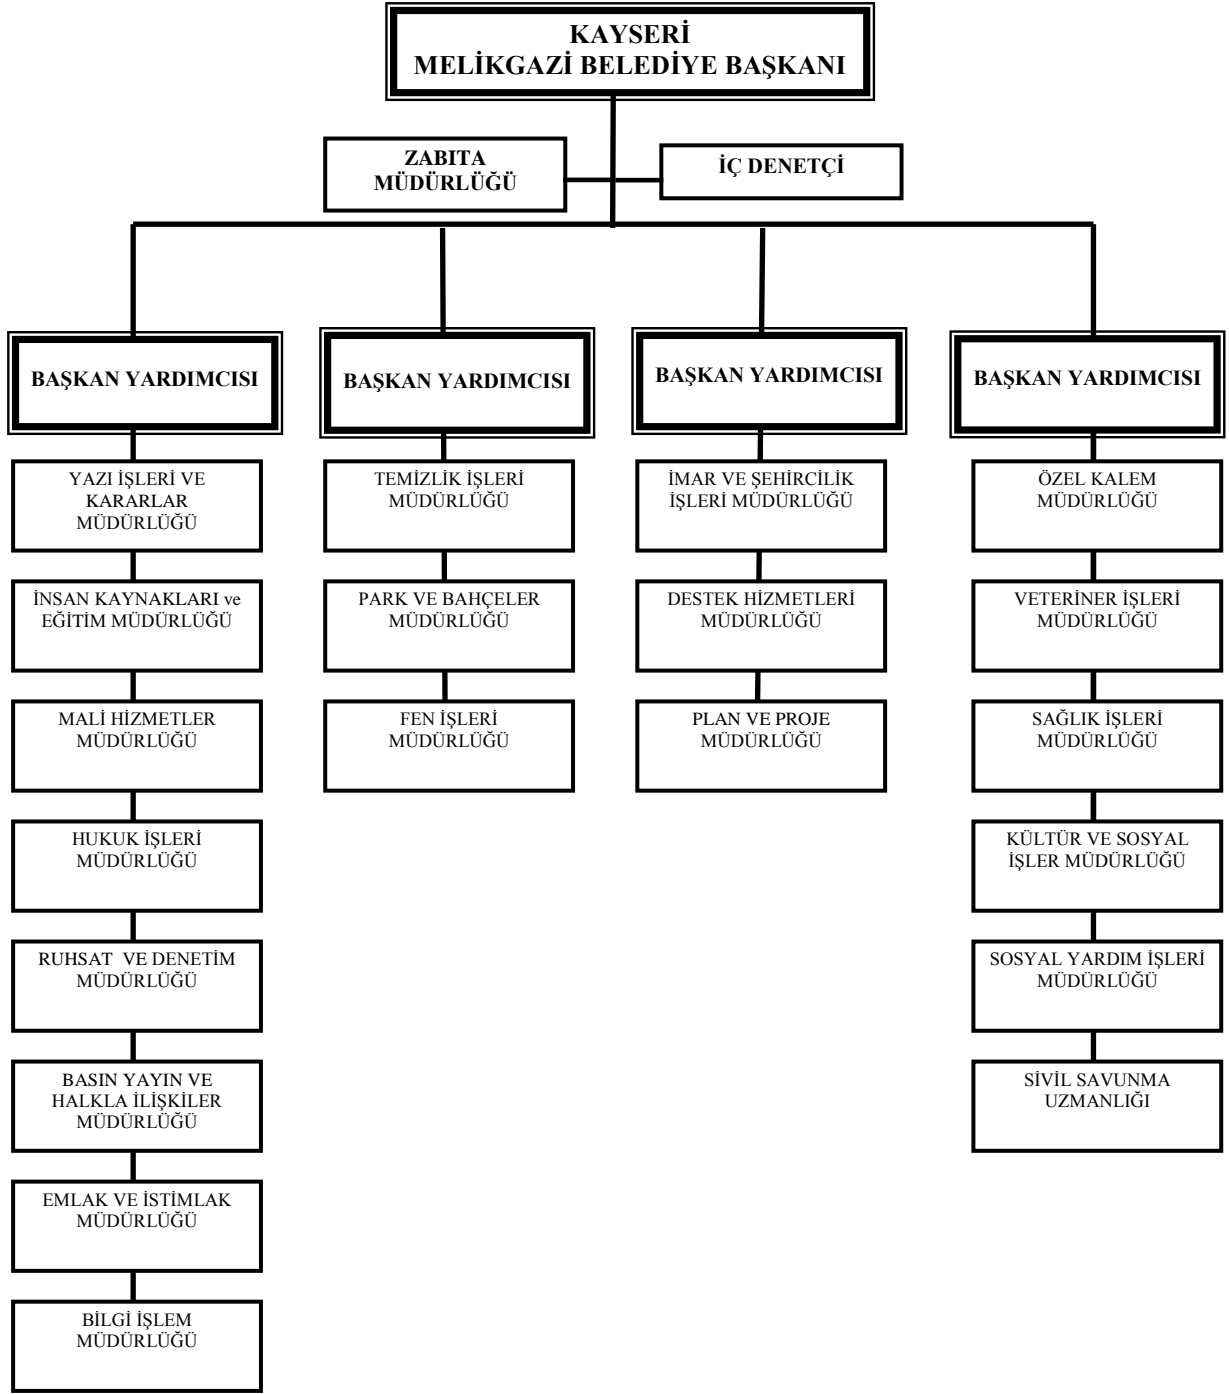 KAYSERİ
MELİKGAZİ BELEDİYE BAŞKANI
ZABITA
MÜDÜRLÜĞÜ
İÇ DENETÇİ
BAŞKAN YARDIMCISI
YAZI İŞLERİ VE
KARARLAR
MÜDÜRLÜĞÜ
İNSAN KAYNAKLARI ve
EĞİTİM MÜDÜRLÜĞÜ
MALİ HİZMETLER
MÜDÜRLÜĞÜ
HUKUK İŞLERİ
MÜDÜRLÜĞÜ
RUHSAT  VE DENETİM
MÜDÜRLÜĞÜ
BASIN YAYIN VE
HALKLA İLİŞKİLER
MÜDÜRLÜĞÜ
EMLAK VE İSTİMLAK
MÜDÜRLÜĞÜ
BİLGİ İŞLEM
MÜDÜRLÜĞÜ
BAŞKAN YARDIMCISI
TEMİZLİK İŞLERİ
MÜDÜRLÜĞÜ
PARK VE BAHÇELER
MÜDÜRLÜĞÜ
FEN İŞLERİ
MÜDÜRLÜĞÜ
BAŞKAN YARDIMCISI
İMAR VE ŞEHİRCİLİK
İŞLERİ MÜDÜRLÜĞÜ
DESTEK HİZMETLERİ
MÜDÜRLÜĞÜ
PLAN VE PROJE
MÜDÜRLÜĞÜ
BAŞKAN YARDIMCISI
ÖZEL KALEM
MÜDÜRLÜĞÜ
VETERİNER İŞLERİ
MÜDÜRLÜĞÜ
SAĞLIK İŞLERİ
MÜDÜRLÜĞÜ
KÜLTÜR VE SOSYAL
İŞLER MÜDÜRLÜĞÜ
SOSYAL YARDIM İŞLERİ
MÜDÜRLÜĞÜ
SİVİL SAVUNMA
UZMANLIĞI